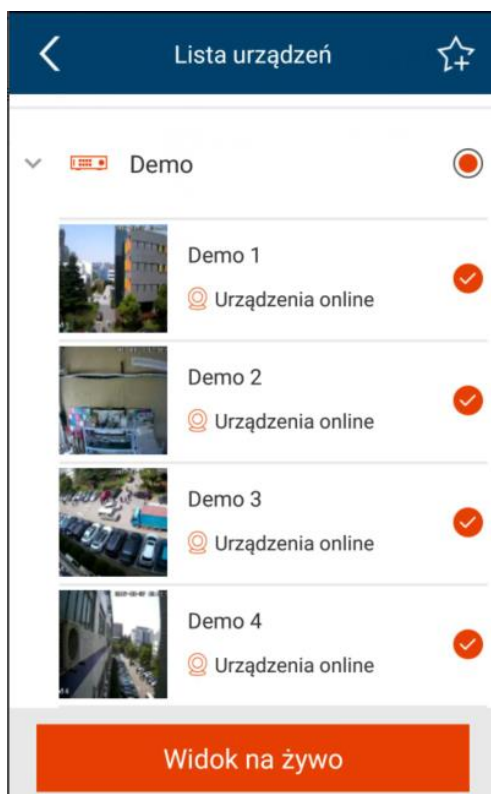 Lista urządzeń
Demo
Demo 1
Urządzenia online
Demo 2
Urządzenia online
Demo 3
Urządzenia online
Demo 4
Urządzenia online
Widok na żywo